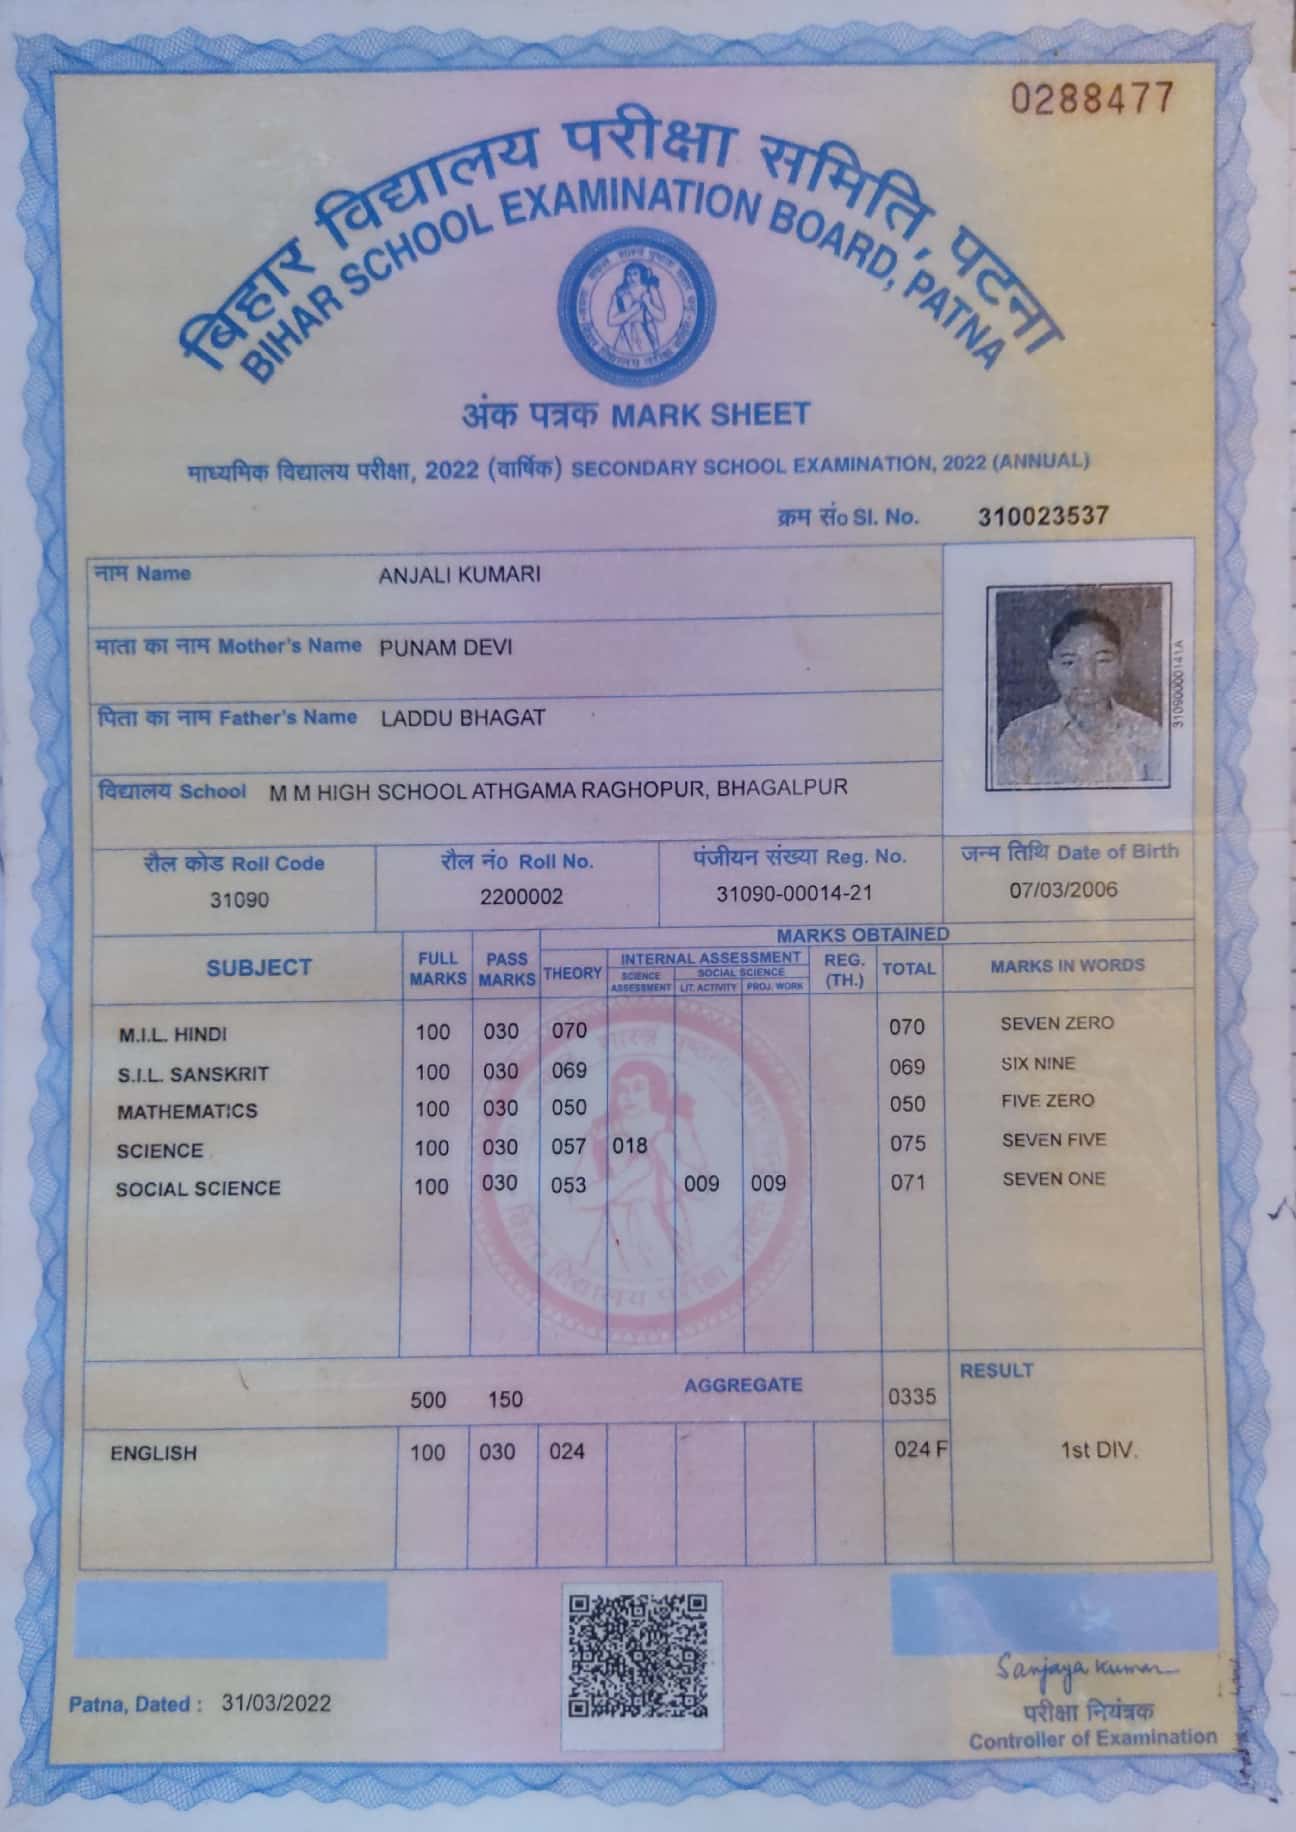 0288477
बिहार विद्यालय परीक्षा समिति, पटना
BIHAR SCHOOL EXAMINATION BOARD, PATNA
अंक पत्रक MARK SHEET
माध्यमिक विद्यालय परीक्षा, 2022 (वार्षिक) SECONDARY SCHOOL EXAMINATION, 2022 (ANNUAL)
क्रम सं० Sl. No. 310023537
नाम Name ANJALI KUMARI
माता का नाम Mother's Name PUNAM DEVI
पिता का नाम Father's Name LADDU BHAGAT
31090000141A
विद्यालय School M M HIGH SCHOOL ATHGAMA RAGHOPUR, BHAGALPUR
रौल कोड Roll Code रौल नं० Roll No. पंजीयन संख्या Reg. No. जन्म तिथि Date of Birth
31090 2200002 31090-00014-21 07/03/2006
SUBJECT FULL MARKS PASS MARKS MARKS OBTAINED
THEORY INTERNAL ASSESSMENT REG. (TH.) TOTAL MARKS IN WORDS
SCIENCE ASSESSMENT SOCIAL SCIENCE
LIT. ACTIVITY PROJ. WORK
M.I.L. HINDI 100 030 070 070 SEVEN ZERO
S.I.L. SANSKRIT 100 030 069 069 SIX NINE
MATHEMATICS 100 030 050 050 FIVE ZERO
SCIENCE 100 030 057 018 075 SEVEN FIVE
SOCIAL SCIENCE 100 030 053 009 009 071 SEVEN ONE
500 150 AGGREGATE 0335 RESULT
ENGLISH 100 030 024 024 F 1st DIV.
Patna, Dated : 31/03/2022
Sanjaya Kumar
परीक्षा नियंत्रक
Controller of Examination